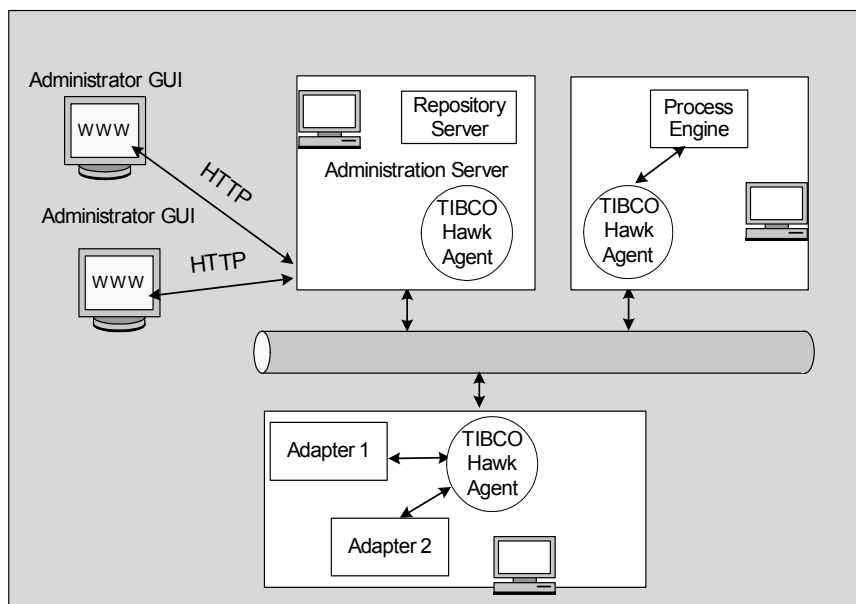 Administrator GUI
WWW
HTTP
Administrator GUI
WWW
HTTP
Repository
Server
Administration Server
TIBCO
Hawk
Agent
Process
Engine
TIBCO
Hawk
Agent
Adapter 1
TIBCO
Hawk
Agent
Adapter 2